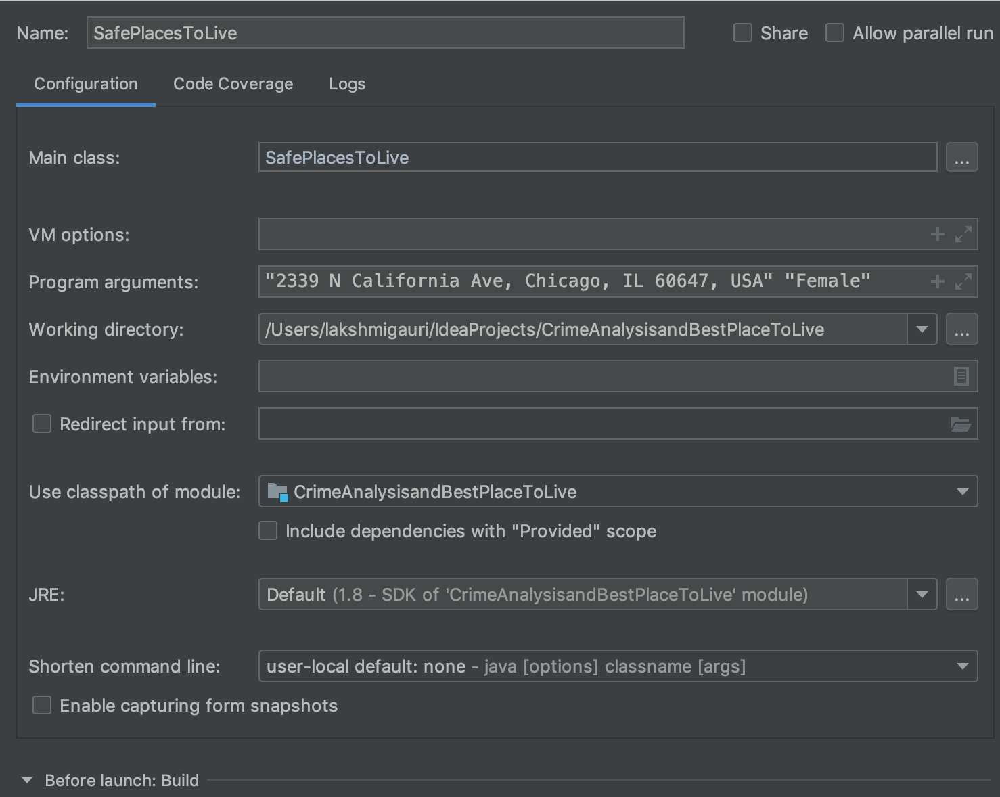 Name: SafePlacesToLive Share Allow parallel run
Configuration Code Coverage Logs
Main class: SafePlacesToLive ...
VM options:
Program arguments: "2339 N California Ave, Chicago, IL 60647, USA" "Female"
Working directory: /Users/lakshmigauri/IdeaProjects/CrimeAnalysisandBestPlaceToLive ...
Environment variables:
Redirect input from:
Use classpath of module: CrimeAnalysisandBestPlaceToLive
Include dependencies with "Provided" scope
JRE: Default (1.8 - SDK of 'CrimeAnalysisandBestPlaceToLive' module) ...
Shorten command line: user-local default: none - java [options] classname [args]
Enable capturing form snapshots
Before launch: Build